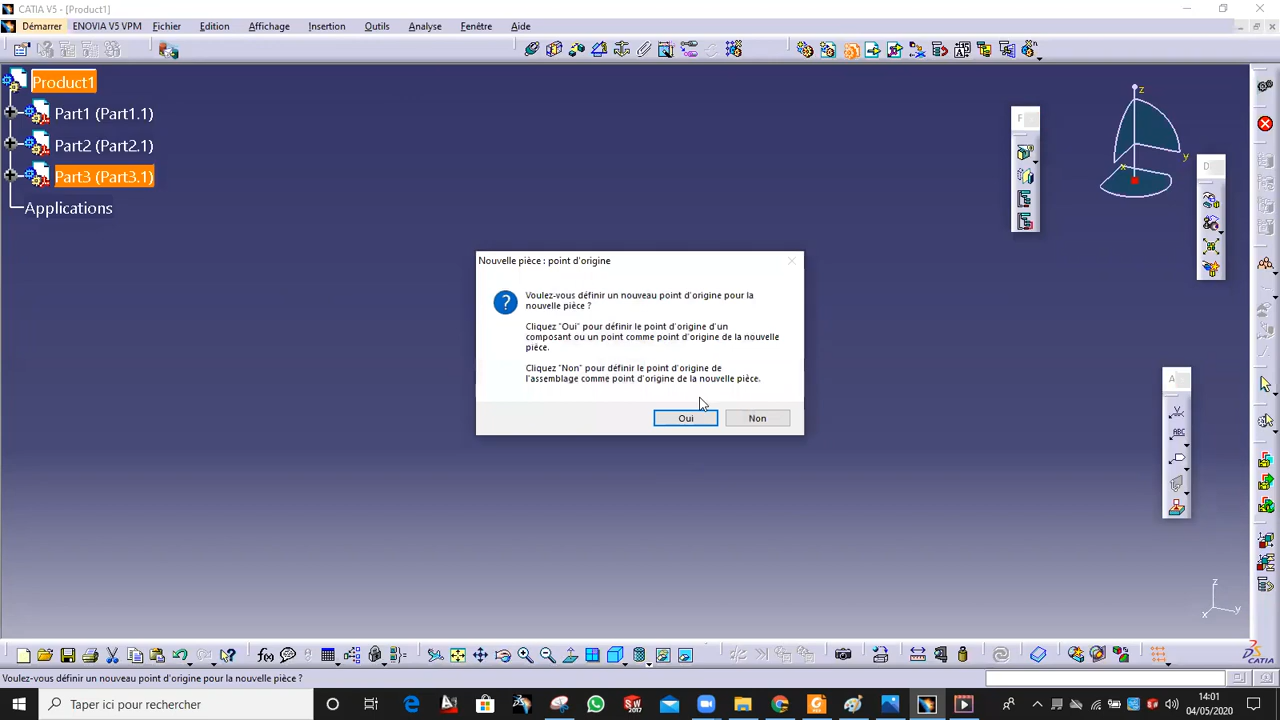 CATIA V5 - [Product1]
Démarrer ENOVIA V5 VPM Fichier Edition Affichage Insertion Outils Analyse Fenêtre Aide
Product1
Part1 (Part1.1)
Part2 (Part2.1)
Part3 (Part3.1)
Applications
F
D
A
z
y
x
Nouvelle pièce : point d'origine
Voulez-vous définir un nouveau point d'origine pour la
nouvelle pièce ?
Cliquez "Oui" pour définir le point d'origine d'un
composant ou un point comme point d'origine de la nouvelle
pièce.
Cliquez "Non" pour définir le point d'origine de
l'assemblage comme point d'origine de la nouvelle pièce.
Oui Non
z
x y
CATIA
Voulez-vous définir un nouveau point d'origine pour la nouvelle pièce ?
Taper ici pour rechercher
14:01
04/05/2020